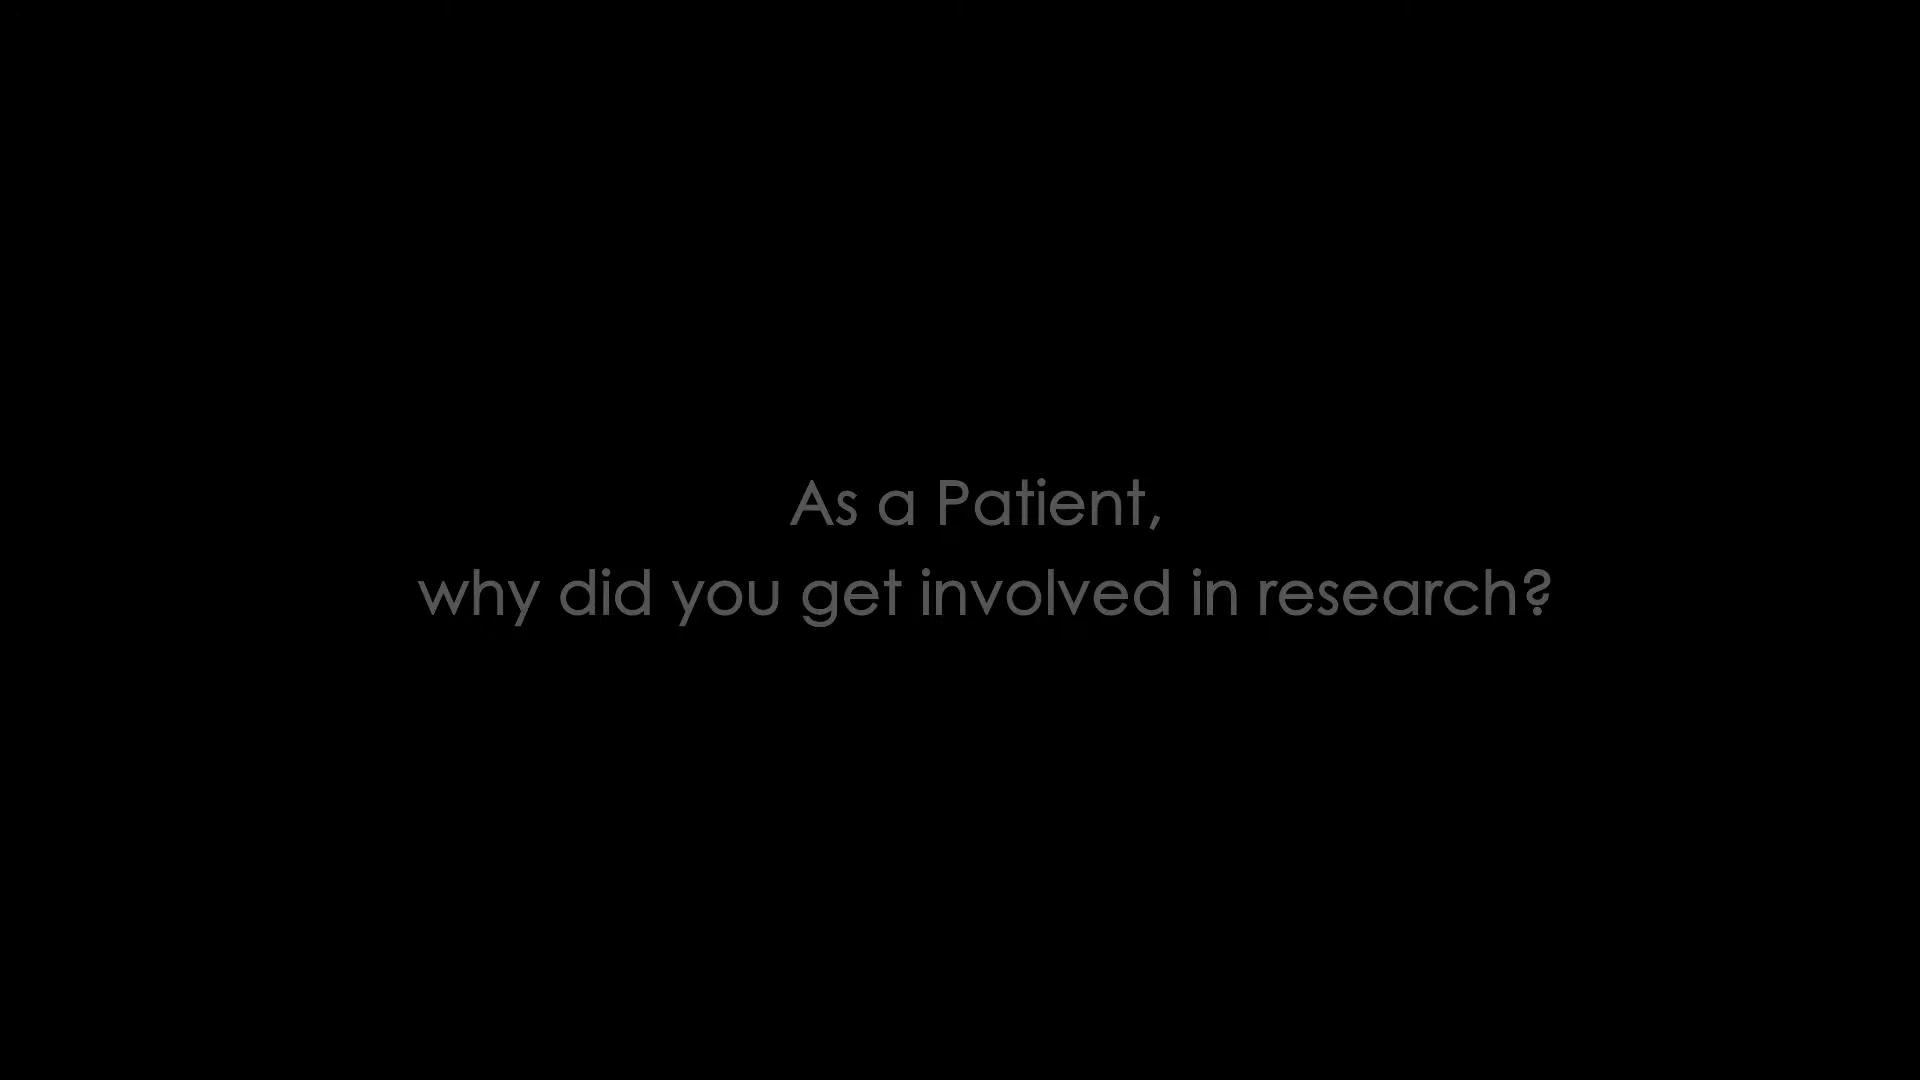 As a Patient,
why did you get involved in research?